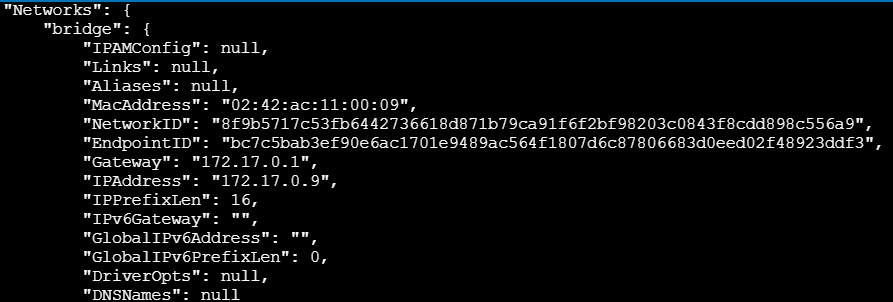 "Networks": {
"bridge": {
"IPAMConfig": null,
"Links": null,
"Aliases": null,
"MacAddress": "02:42:ac:11:00:09",
"NetworkID": "8f9b5717c53fb6442736618d871b79ca91f6f2bf98203c0843f8cdd898c556a9",
"EndpointID": "bc7c5bab3ef90e6ac1701e9489ac564f1807d6c87806683d0eed02f48923ddf3",
"Gateway": "172.17.0.1",
"IPAddress": "172.17.0.9",
"IPPrefixLen": 16,
"IPv6Gateway": "",
"GlobalIPv6Address": "",
"GlobalIPv6PrefixLen": 0,
"DriverOpts": null,
"DNSNames": null